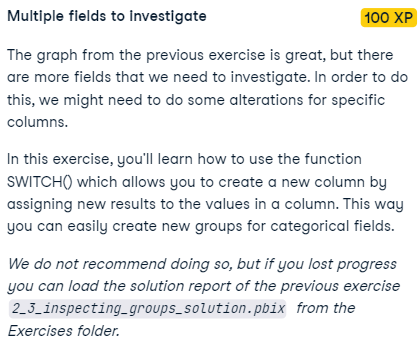 Multiple fields to investigate
100 XP
The graph from the previous exercise is great, but there
are more fields that we need to investigate. In order to do
this, we might need to do some alterations for specific
columns.
In this exercise, you'll learn how to use the function
SWITCH() which allows you to create a new column by
assigning new results to the values in a column. This way
you can easily create new groups for categorical fields.
We do not recommend doing so, but if you lost progress
you can load the solution report of the previous exercise
2_3_inspecting_groups_solution.pbix from the
Exercises folder.